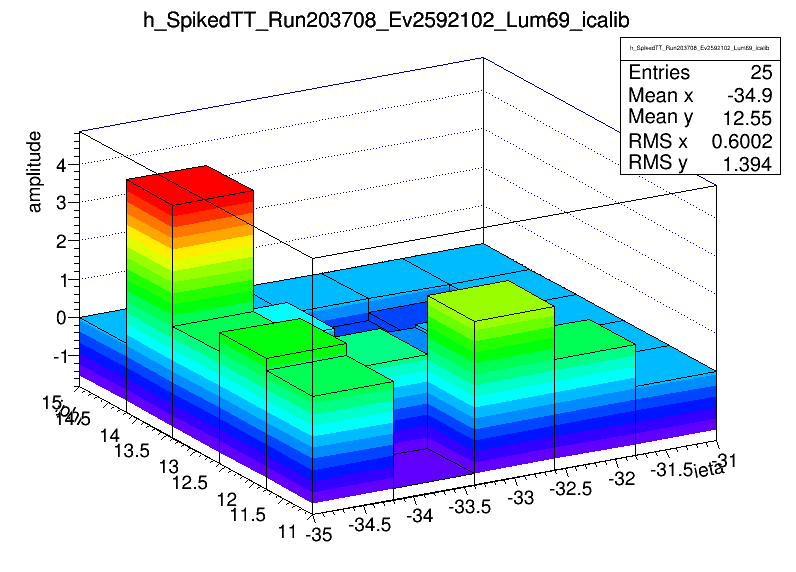 h_SpikedTT_Run203708_Ev2592102_Lum69_icalib
h_SpikedTT_Run203708_Ev2592102_Lum69_icalib
Entries 25
Mean x -34.9
Mean y 12.55
RMS x 0.6002
RMS y 1.394
amplitude
4
3
2
1
0
-1
15
14.5
14
13.5
13
12.5
12
11.5
11
-35
-34.5
-34
-33.5
-33
-32.5
-32
-31.5
-31
ieta